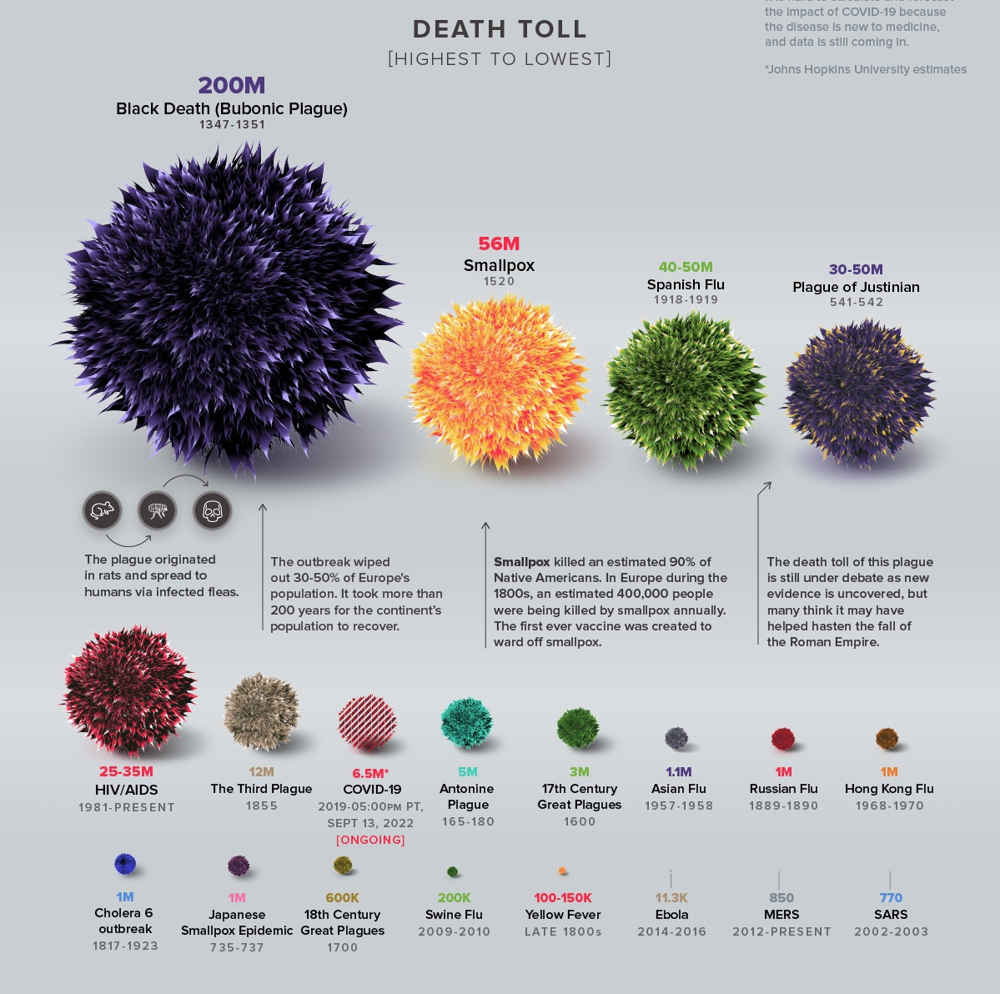 the impact of COVID-19 because
the disease is new to medicine,
and data is still coming in.
*Johns Hopkins University estimates
DEATH TOLL
[HIGHEST TO LOWEST]
200M
Black Death (Bubonic Plague)
1347-1351
56M
Smallpox
1520
40-50M
Spanish Flu
1918-1919
30-50M
Plague of Justinian
541-542
The plague originated
in rats and spread to
humans via infected fleas.
The outbreak wiped
out 30-50% of Europe's
population. It took more than
200 years for the continent's
population to recover.
Smallpox killed an estimated 90% of
Native Americans. In Europe during the
1800s, an estimated 400,000 people
were being killed by smallpox annually.
The first ever vaccine was created to
ward off smallpox.
The death toll of this plague
is still under debate as new
evidence is uncovered, but
many think it may have
helped hasten the fall of
the Roman Empire.
25-35M
HIV/AIDS
1981-PRESENT
12M
The Third Plague
1855
6.5M*
COVID-19
2019-05:00PM PT,
SEPT 13, 2022
[ONGOING]
5M
Antonine
Plague
165-180
3M
17th Century
Great Plagues
1600
1.1M
Asian Flu
1957-1958
1M
Russian Flu
1889-1890
1M
Hong Kong Flu
1968-1970
1M
Cholera 6
outbreak
1817-1923
1M
Japanese
Smallpox Epidemic
735-737
600K
18th Century
Great Plagues
1700
200K
Swine Flu
2009-2010
100-150K
Yellow Fever
LATE 1800s
11.3K
Ebola
2014-2016
850
MERS
2012-PRESENT
770
SARS
2002-2003